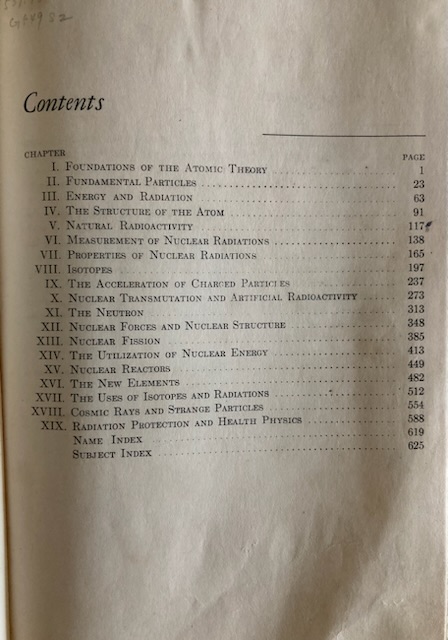 Contents
CHAPTER PAGE
I. FOUNDATIONS OF THE ATOMIC THEORY 1
II. FUNDAMENTAL PARTICLES 23
III. ENERGY AND RADIATION 63
IV. THE STRUCTURE OF THE ATOM 91
V. NATURAL RADIOACTIVITY 117
VI. MEASUREMENT OF NUCLEAR RADIATIONS 138
VII. PROPERTIES OF NUCLEAR RADIATIONS 165
VIII. ISOTOPES 197
IX. THE ACCELERATION OF CHARGED PARTICLES 237
X. NUCLEAR TRANSMUTATION AND ARTIFICIAL RADIOACTIVITY 273
XI. THE NEUTRON 313
XII. NUCLEAR FORCES AND NUCLEAR STRUCTURE 348
XIII. NUCLEAR FISSION 385
XIV. THE UTILIZATION OF NUCLEAR ENERGY 413
XV. NUCLEAR REACTORS 449
XVI. THE NEW ELEMENTS 482
XVII. THE USES OF ISOTOPES AND RADIATIONS 512
XVIII. COSMIC RAYS AND STRANGE PARTICLES 554
XIX. RADIATION PROTECTION AND HEALTH PHYSICS 588
NAME INDEX 619
SUBJECT INDEX 625